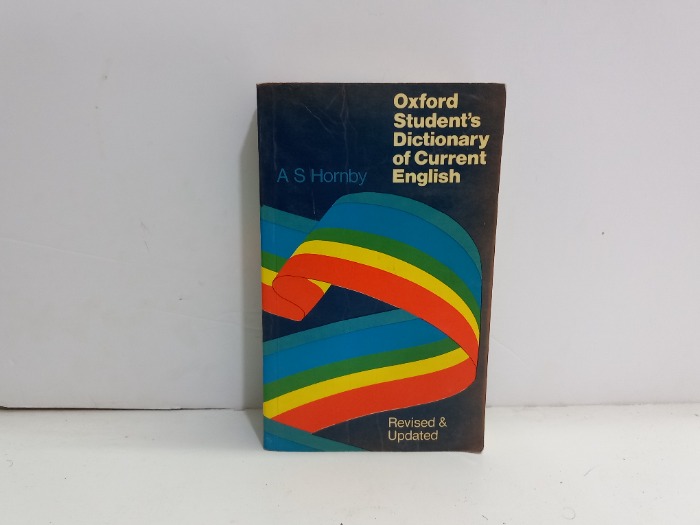 Oxford
Student's
Dictionary
of Current
English
A S Hornby
Revised &
Updated